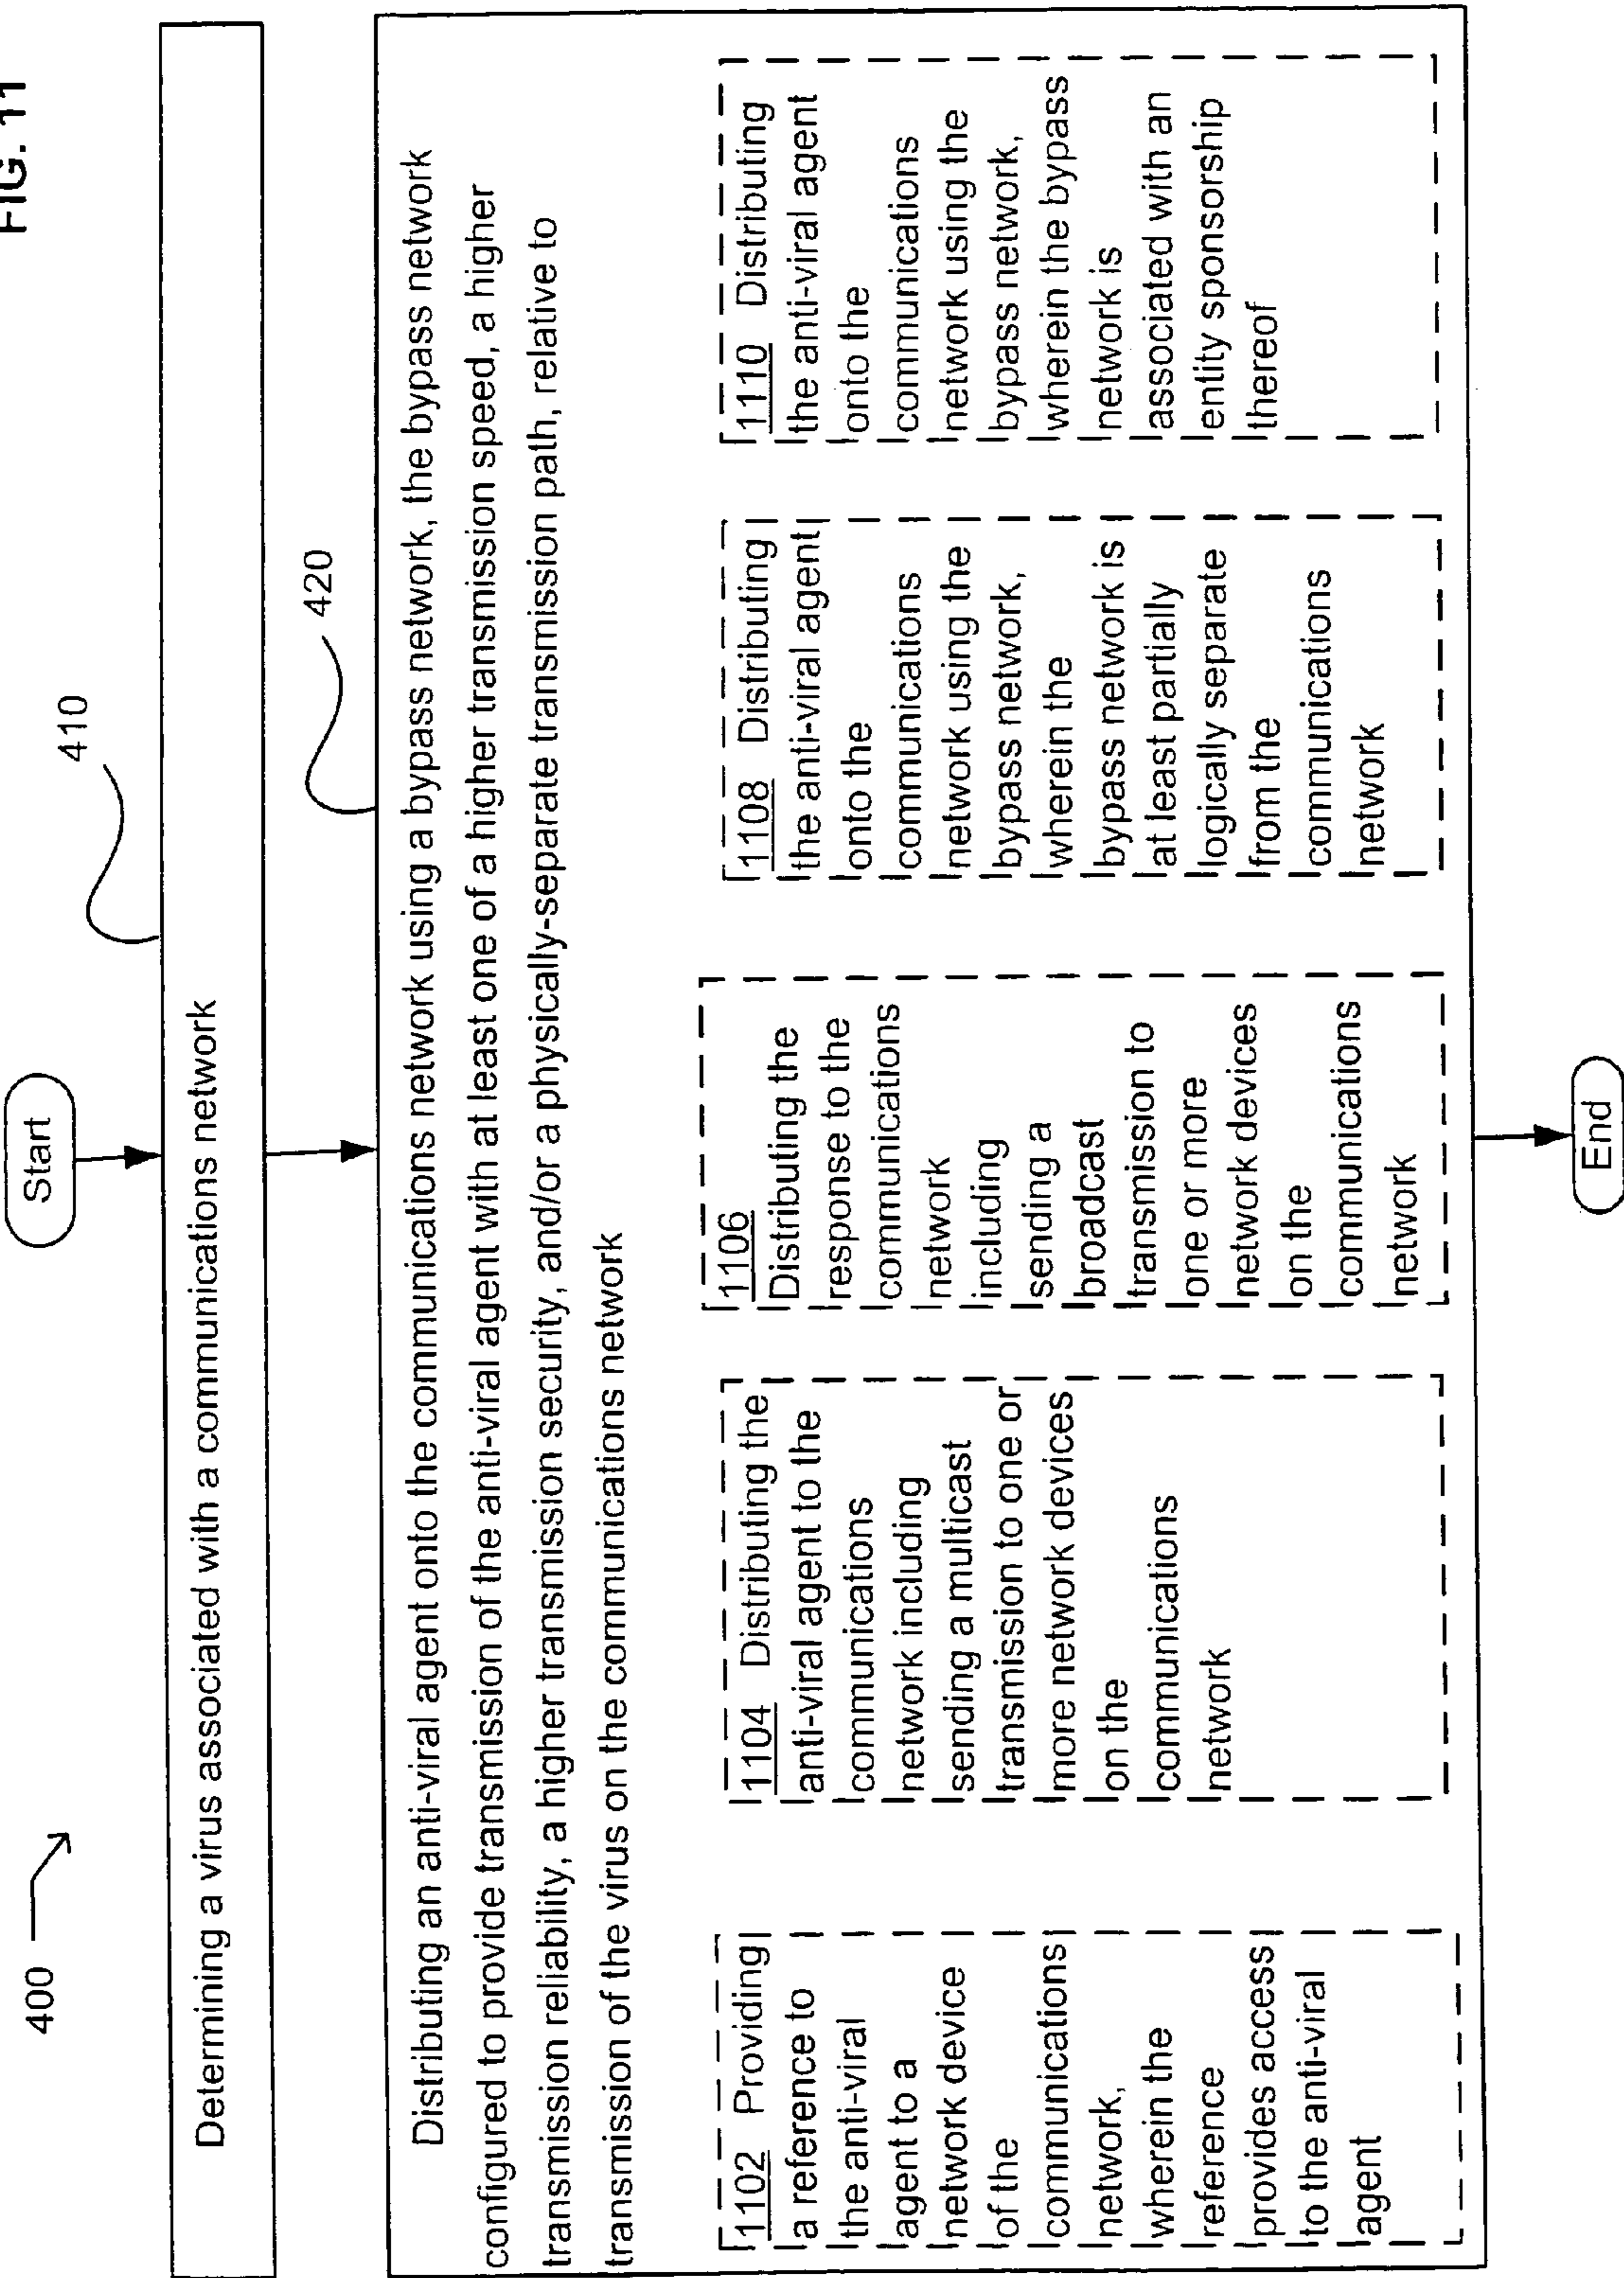 FIG. 11
400
Start
410
Determining a virus associated with a communications network
420
Distributing an anti-viral agent onto the communications network using a bypass network, the bypass network
configured to provide transmission of the anti-viral agent with at least one of a higher transmission speed, a higher
transmission reliability, a higher transmission security, and/or a physically-separate transmission path, relative to
transmission of the virus on the communications network
1102 Providing
a reference to
the anti-viral
agent to a
network device
of the
communications
network,
wherein the
reference
provides access
to the anti-viral
agent
1104 Distributing the
anti-viral agent to the
communications
network including
sending a multicast
transmission to one or
more network devices
on the
communications
network
1106
Distributing the
response to the
communications
network
including
sending a
broadcast
transmission to
one or more
network devices
on the
communications
network
1108 Distributing
the anti-viral agent
onto the
communications
network using the
bypass network,
wherein the
bypass network is
at least partially
logically separate
from the
communications
network
1110 Distributing
the anti-viral agent
onto the
communications
network using the
bypass network,
wherein the bypass
network is
associated with an
entity sponsorship
thereof
End